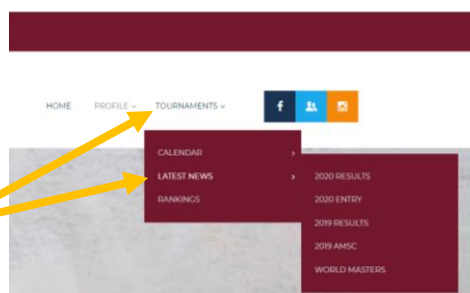 HOME PROFILE TOURNAMENTS f
CALENDAR
LATEST NEWS
RANKINGS
2020 RESULTS
2020 ENTRY
2019 RESULTS
2019 AMSC
WORLD MASTERS